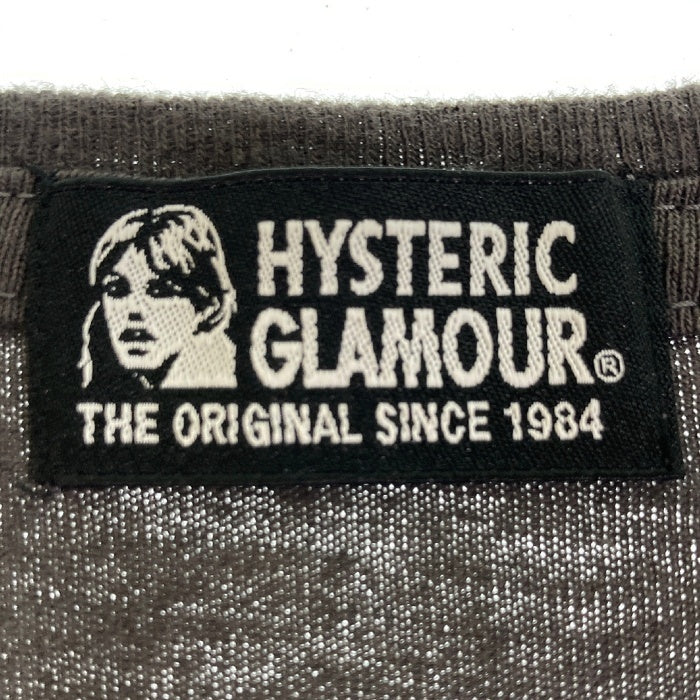 HYSTERIC
GLAMOUR®
THE ORIGINAL SINCE 1984